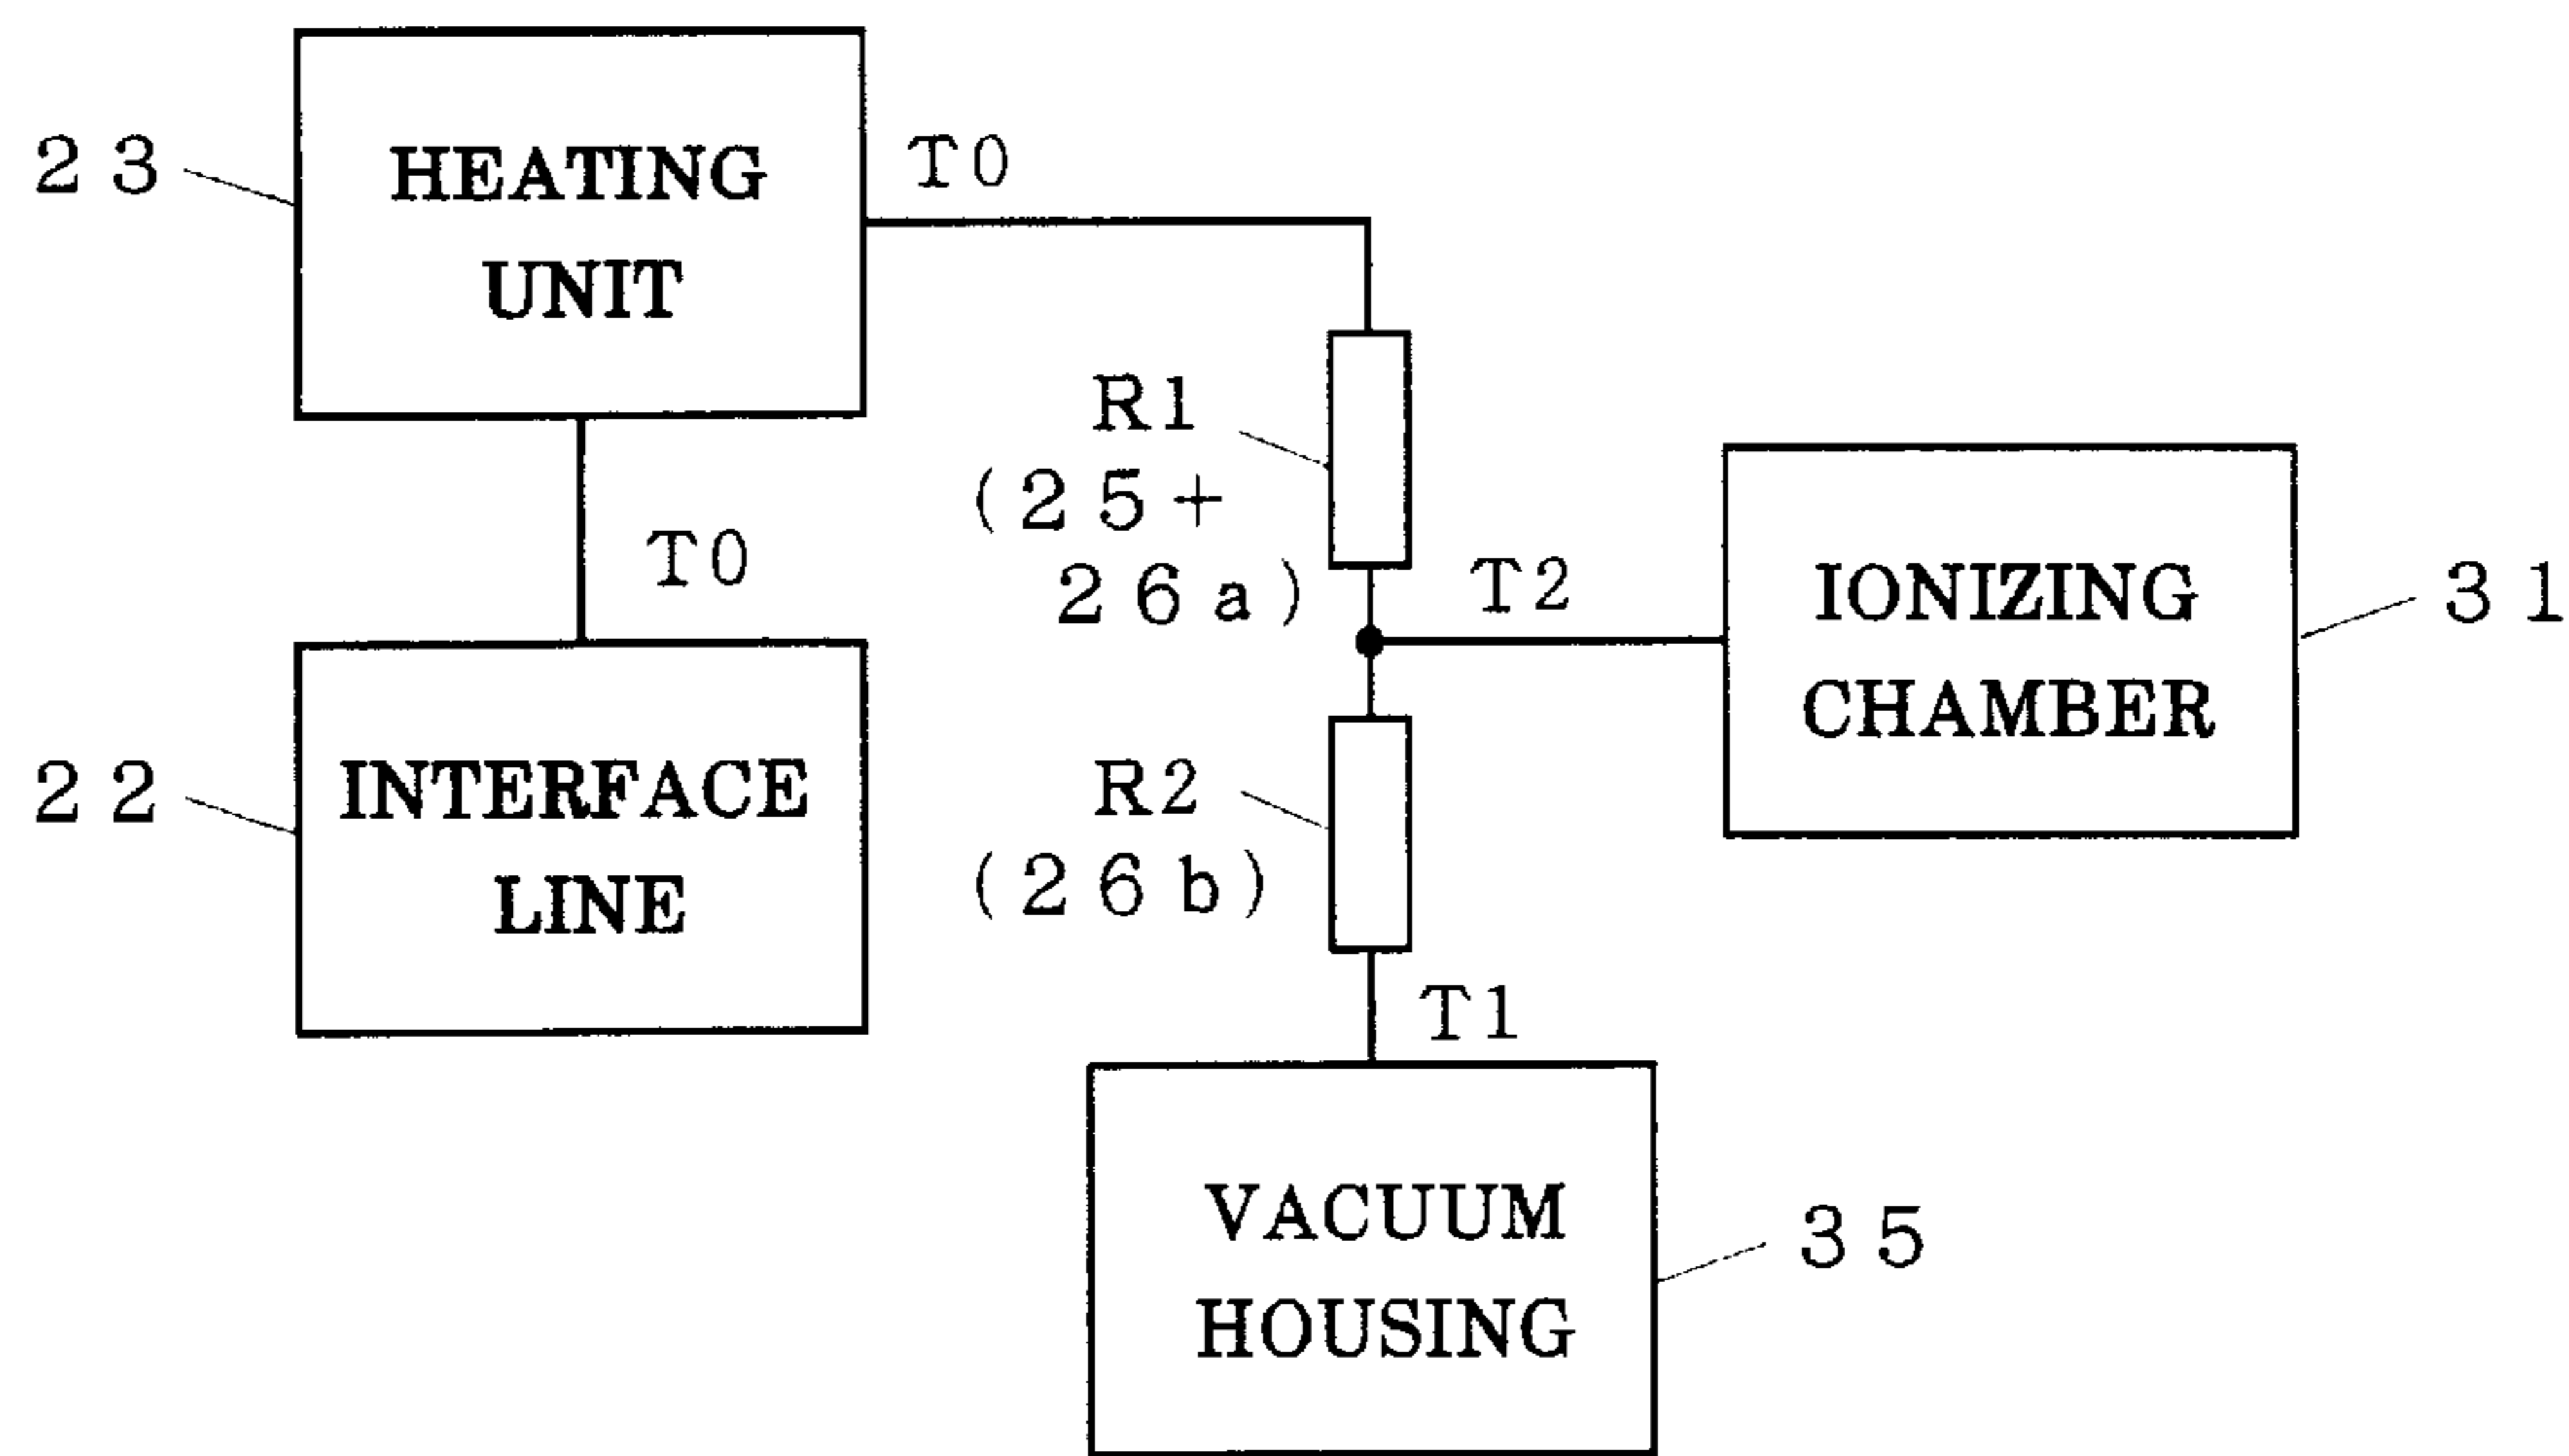 23
HEATING
UNIT
T0
R1
(25+
26a)
T0
T2
IONIZING
CHAMBER
31
22
INTERFACE
LINE
R2
(26b)
T1
VACUUM
HOUSING
35